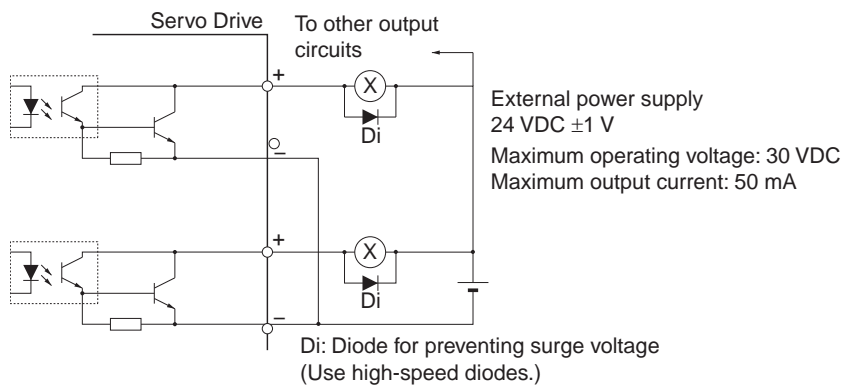 Servo Drive
To other output
circuits
+
X
Di
−
External power supply
24 VDC ±1 V
Maximum operating voltage: 30 VDC
Maximum output current: 50 mA
+
X
Di
−
Di: Diode for preventing surge voltage
(Use high-speed diodes.)